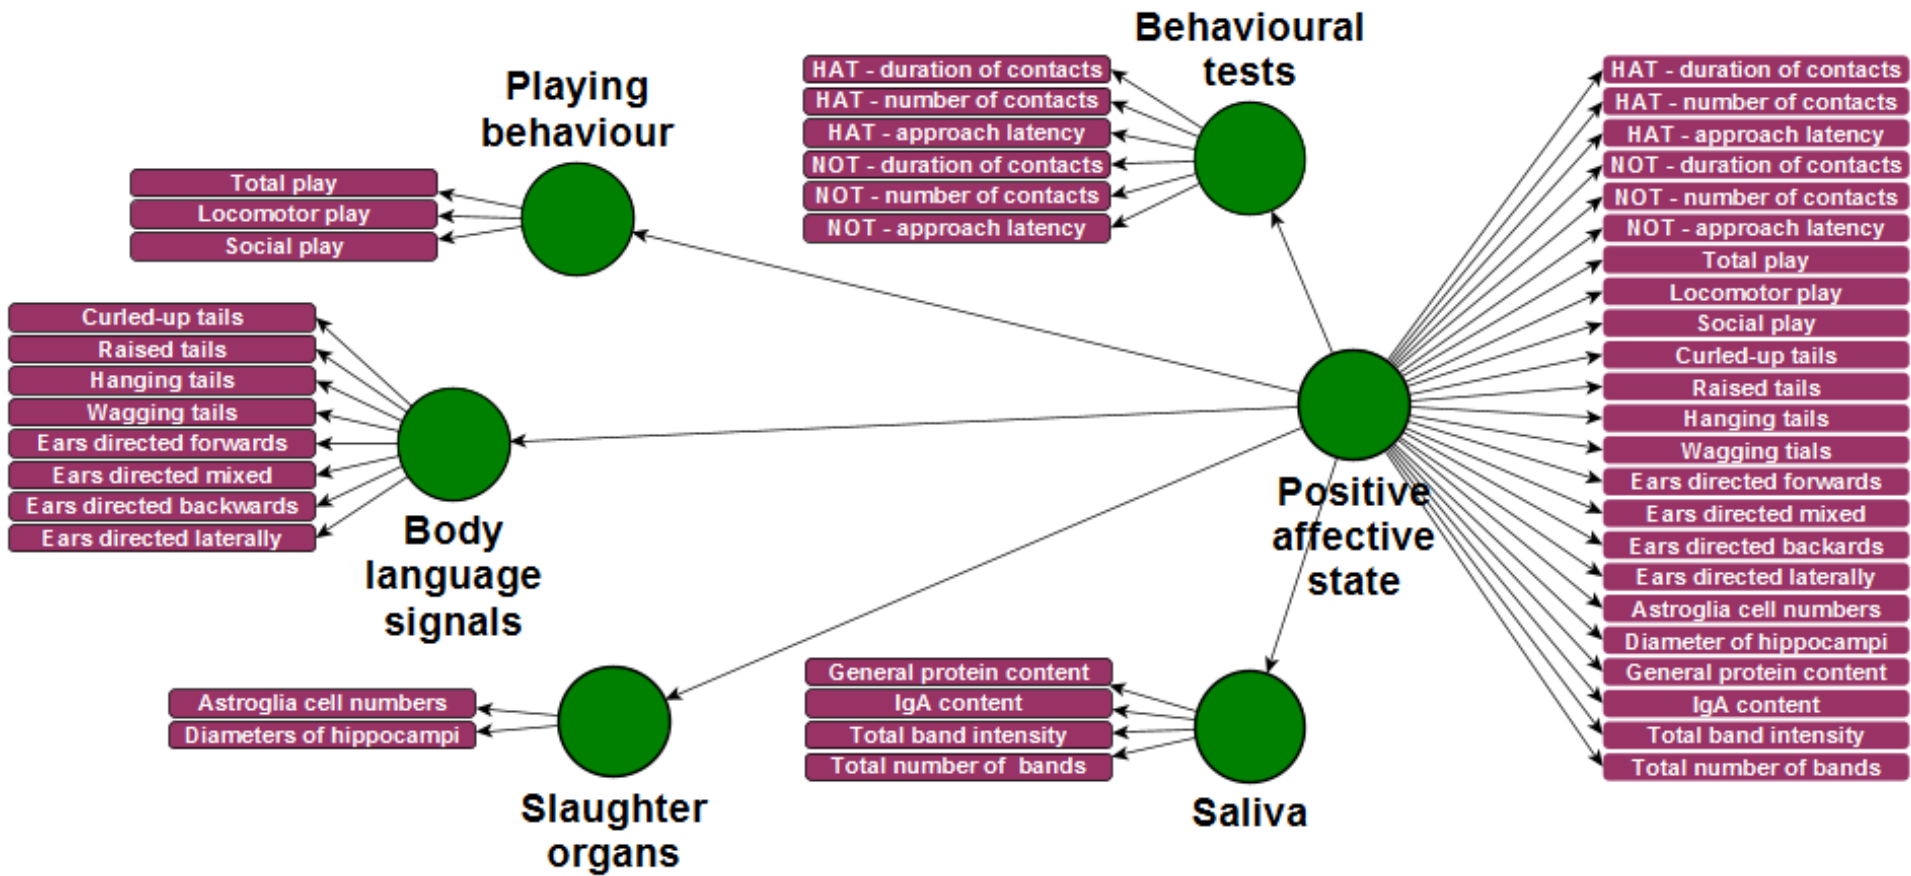 Behavioural
tests
HAT - duration of contacts
HAT - number of contacts
HAT - approach latency
NOT - duration of contacts
NOT - number of contacts
NOT - approach latency
Playing
behaviour
Total play
Locomotor play
Social play
Curled-up tails
Raised tails
Hanging tails
Wagging tails
Ears directed forwards
Ears directed mixed
Ears directed backwards
Ears directed laterally
Body
language
signals
Astroglia cell numbers
Diameters of hippocampi
Slaughter
organs
General protein content
IgA content
Total band intensity
Total number of bands
Saliva
Positive
affective
state
HAT - duration of contacts
HAT - number of contacts
HAT - approach latency
NOT - duration of contacts
NOT - number of contacts
NOT - approach latency
Total play
Locomotor play
Social play
Curled-up tails
Raised tails
Hanging tails
Wagging tials
Ears directed forwards
Ears directed mixed
Ears directed backards
Ears directed laterally
Astroglia cell numbers
Diameter of hippocampi
General protein content
IgA content
Total band intensity
Total number of bands